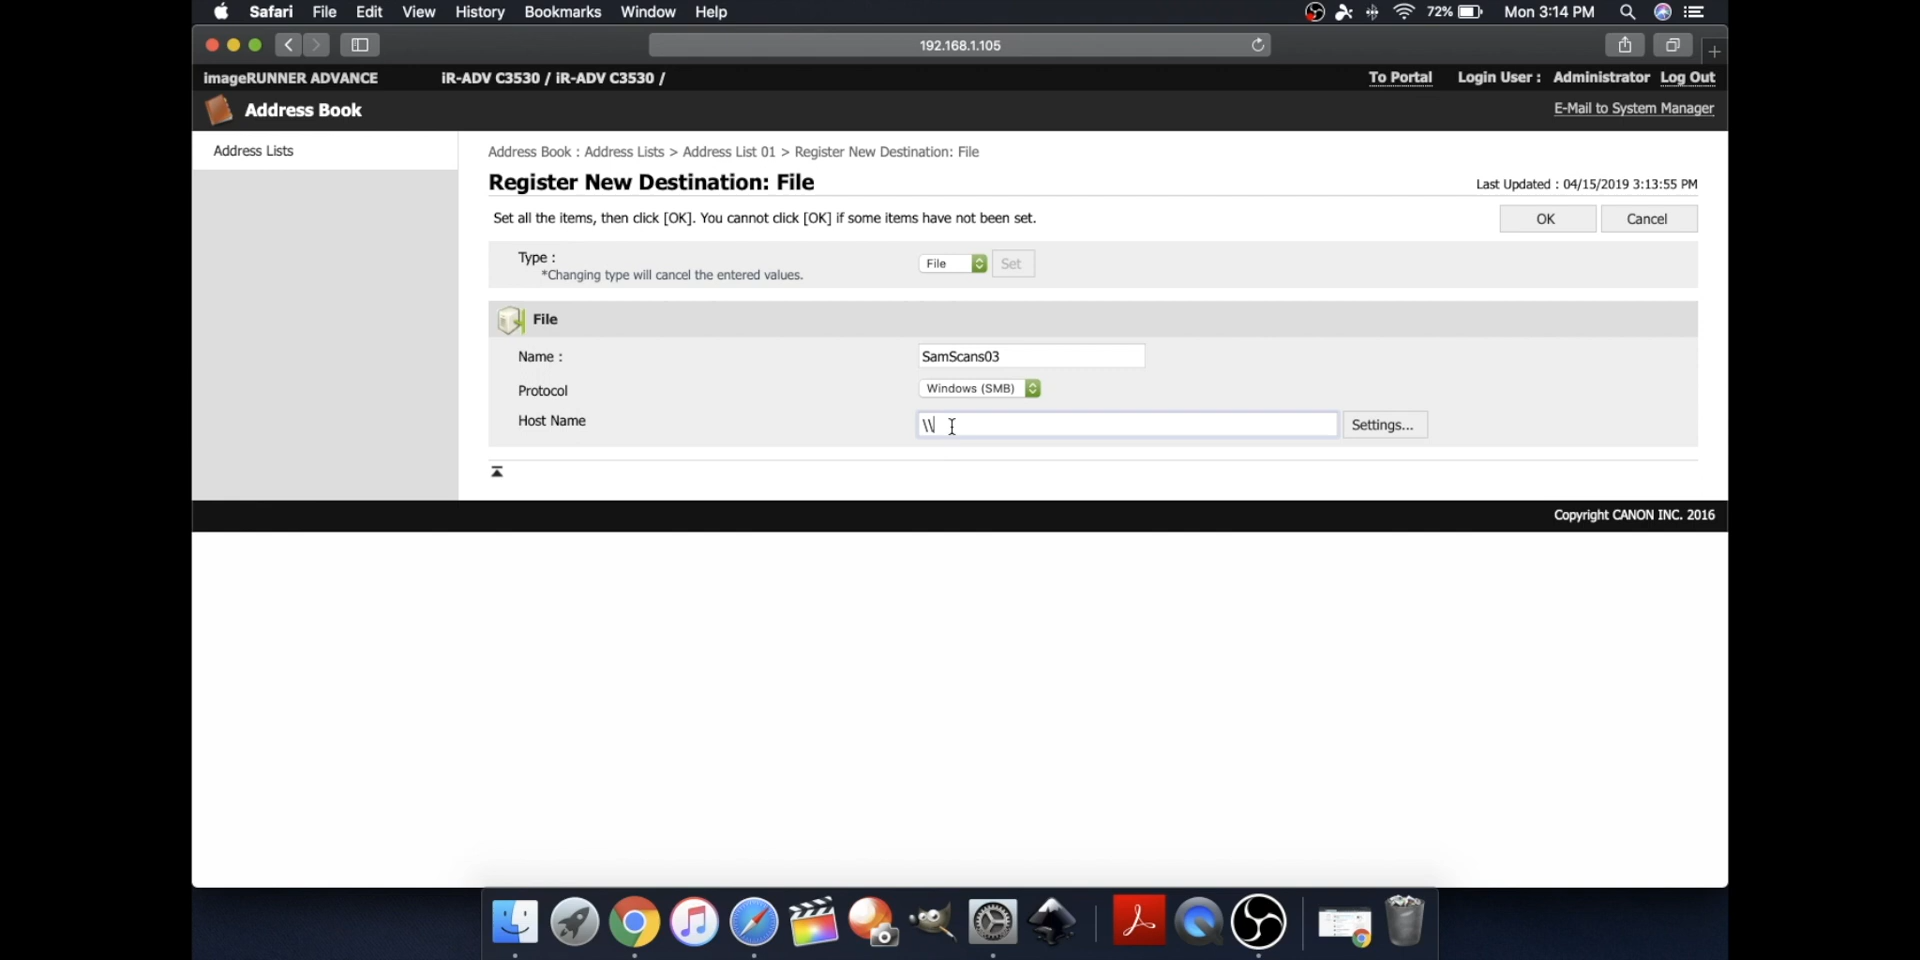 Safari File Edit View History Bookmarks Window Help 72% Mon 3:14 PM
192.168.1.105
imageRUNNER ADVANCE iR-ADV C3530 / iR-ADV C3530 / To Portal Login User : Administrator Log Out
Address Book E-Mail to System Manager
Address Lists
Address Book : Address Lists > Address List 01 > Register New Destination: File
Register New Destination: File
Last Updated : 04/15/2019 3:13:55 PM
Set all the items, then click [OK]. You cannot click [OK] if some items have not been set.
OK Cancel
Type :
*Changing type will cancel the entered values.
File Set
File
Name : SamScans03
Protocol Windows (SMB)
Host Name \\ Settings...
Copyright CANON INC. 2016